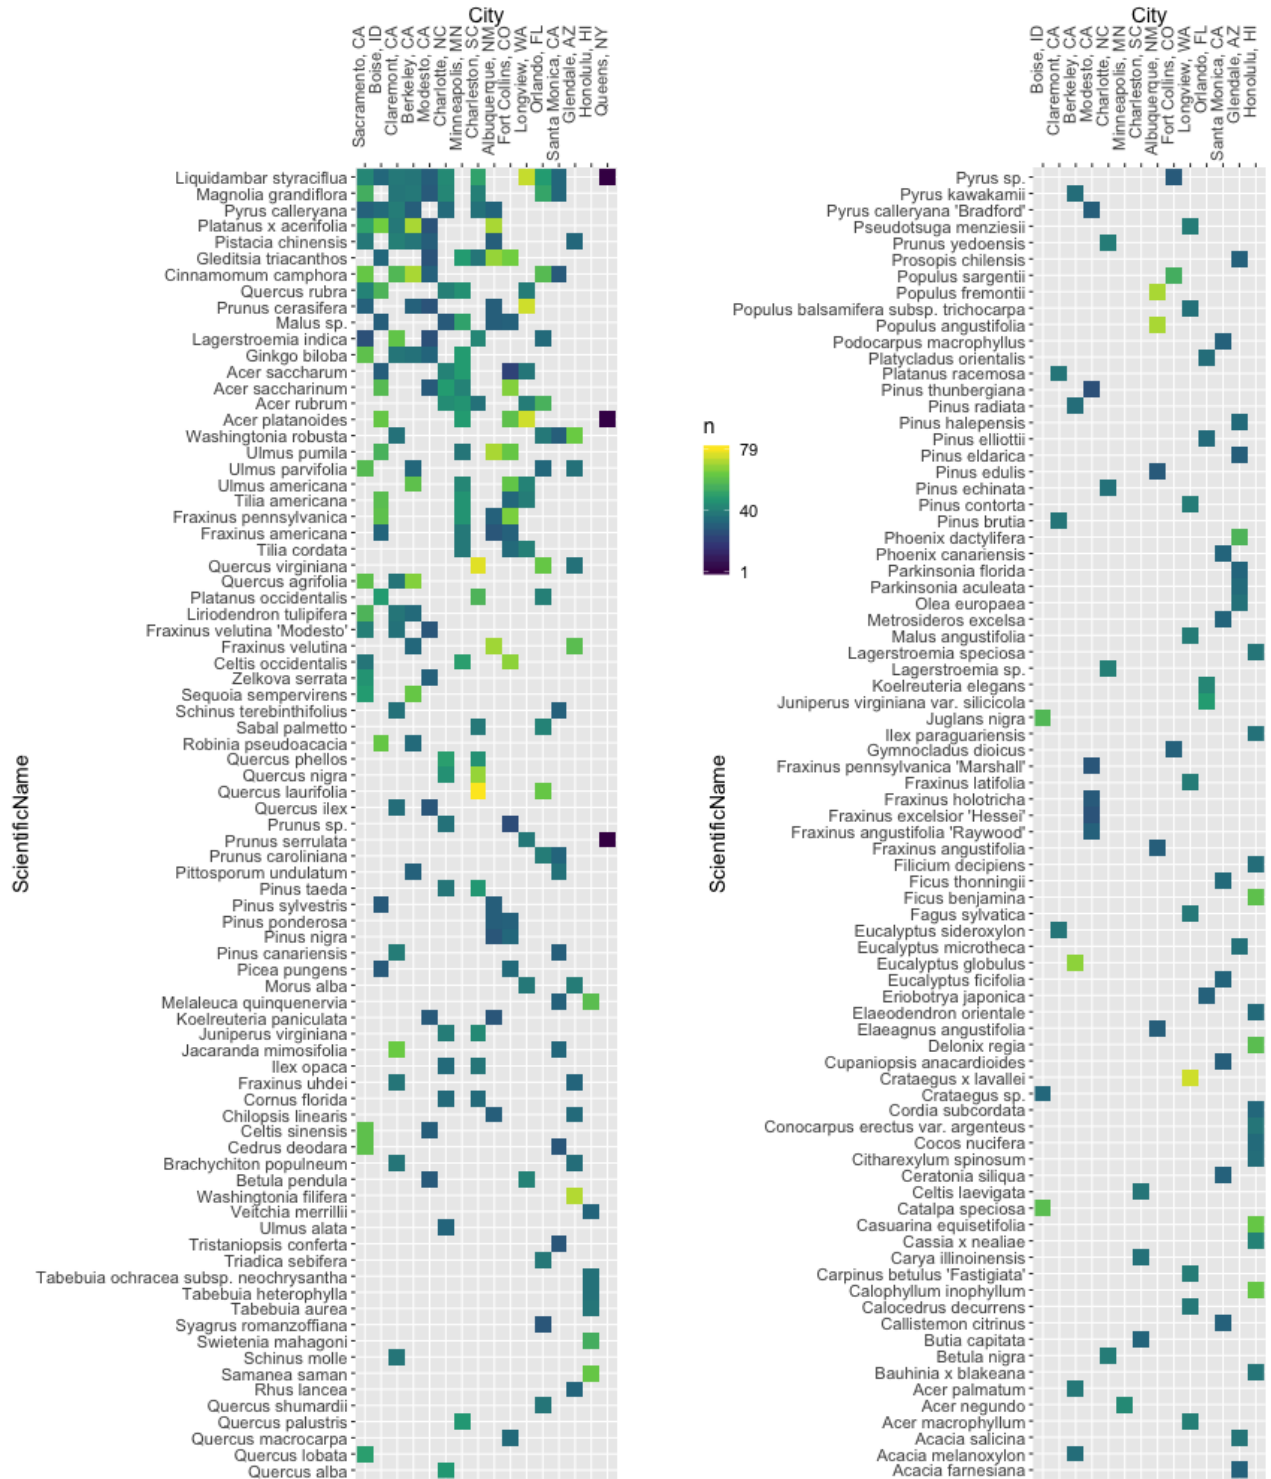 City
Sacramento, CA
Boise, ID
Claremont, CA
Berkeley, CA
Modesto, CA
Charlotte, NC
Minneapolis, MN
Charleston, SC
Albuquerque, NM
Fort Collins, CO
Longview, WA
Orlando, FL
Santa Monica, CA
Glendale, AZ
Honolulu, HI
Queens, NY
ScientificName
Liquidambar styraciflua
Magnolia grandiflora
Pyrus calleryana
Platanus x acerifolia
Pistacia chinensis
Gleditsia triacanthos
Cinnamomum camphora
Quercus rubra
Prunus cerasifera
Malus sp.
Lagerstroemia indica
Ginkgo biloba
Acer saccharum
Acer saccharinum
Acer rubrum
Acer platanoides
Washingtonia robusta
Ulmus pumila
Ulmus parvifolia
Ulmus americana
Tilia americana
Fraxinus pennsylvanica
Fraxinus americana
Tilia cordata
Quercus virginiana
Quercus agrifolia
Platanus occidentalis
Liriodendron tulipifera
Fraxinus velutina 'Modesto'
Fraxinus velutina
Celtis occidentalis
Zelkova serrata
Sequoia sempervirens
Schinus terebinthifolius
Sabal palmetto
Robinia pseudoacacia
Quercus phellos
Quercus nigra
Quercus laurifolia
Quercus ilex
Prunus sp.
Prunus serrulata
Prunus caroliniana
Pittosporum undulatum
Pinus taeda
Pinus sylvestris
Pinus ponderosa
Pinus nigra
Pinus canariensis
Picea pungens
Morus alba
Melaleuca quinquenervia
Koelreuteria paniculata
Juniperus virginiana
Jacaranda mimosifolia
Ilex opaca
Fraxinus uhdei
Cornus florida
Chilopsis linearis
Celtis sinensis
Cedrus deodara
Brachychiton populneum
Betula pendula
Washingtonia filifera
Veitchia merrillii
Ulmus alata
Tristaniopsis conferta
Triadica sebifera
Tabebuia ochracea subsp. neochrysantha
Tabebuia heterophylla
Tabebuia aurea
Syagrus romanzoffiana
Swietenia mahagoni
Schinus molle
Samanea saman
Rhus lancea
Quercus shumardii
Quercus palustris
Quercus macrocarpa
Quercus lobata
Quercus alba
n
79
40
1
City
Boise, ID
Claremont, CA
Berkeley, CA
Modesto, CA
Charlotte, NC
Minneapolis, MN
Charleston, SC
Albuquerque, NM
Fort Collins, CO
Longview, WA
Orlando, FL
Santa Monica, CA
Glendale, AZ
Honolulu, HI
ScientificName
Pyrus sp.
Pyrus kawakamii
Pyrus calleryana 'Bradford'
Pseudotsuga menziesii
Prunus yedoensis
Prosopis chilensis
Populus sargentii
Populus fremontii
Populus balsamifera subsp. trichocarpa
Populus angustifolia
Podocarpus macrophyllus
Platycladus orientalis
Platanus racemosa
Pinus thunbergiana
Pinus radiata
Pinus halepensis
Pinus elliottii
Pinus eldarica
Pinus edulis
Pinus echinata
Pinus contorta
Pinus brutia
Phoenix dactylifera
Phoenix canariensis
Parkinsonia florida
Parkinsonia aculeata
Olea europaea
Metrosideros excelsa
Malus angustifolia
Lagerstroemia speciosa
Lagerstroemia sp.
Koelreuteria elegans
Juniperus virginiana var. silicicola
Juglans nigra
Ilex paraguariensis
Gymnocladus dioicus
Fraxinus pennsylvanica 'Marshall'
Fraxinus latifolia
Fraxinus holotricha
Fraxinus excelsior 'Hessei'
Fraxinus angustifolia 'Raywood'
Fraxinus angustifolia
Filicium decipiens
Ficus thonningii
Ficus benjamina
Fagus sylvatica
Eucalyptus sideroxylon
Eucalyptus microtheca
Eucalyptus globulus
Eucalyptus ficifolia
Eriobotrya japonica
Elaeodendron orientale
Elaeagnus angustifolia
Delonix regia
Cupaniopsis anacardioides
Crataegus x lavallei
Crataegus sp.
Cordia subcordata
Conocarpus erectus var. argenteus
Cocos nucifera
Citharexylum spinosum
Ceratonia siliqua
Celtis laevigata
Catalpa speciosa
Casuarina equisetifolia
Cassia x nealiae
Carya illinoinensis
Carpinus betulus 'Fastigiata'
Calophyllum inophyllum
Calocedrus decurrens
Callistemon citrinus
Butia capitata
Betula nigra
Bauhinia x blakeana
Acer palmatum
Acer negundo
Acer macrophyllum
Acacia salicina
Acacia melanoxylon
Acacia farnesiana